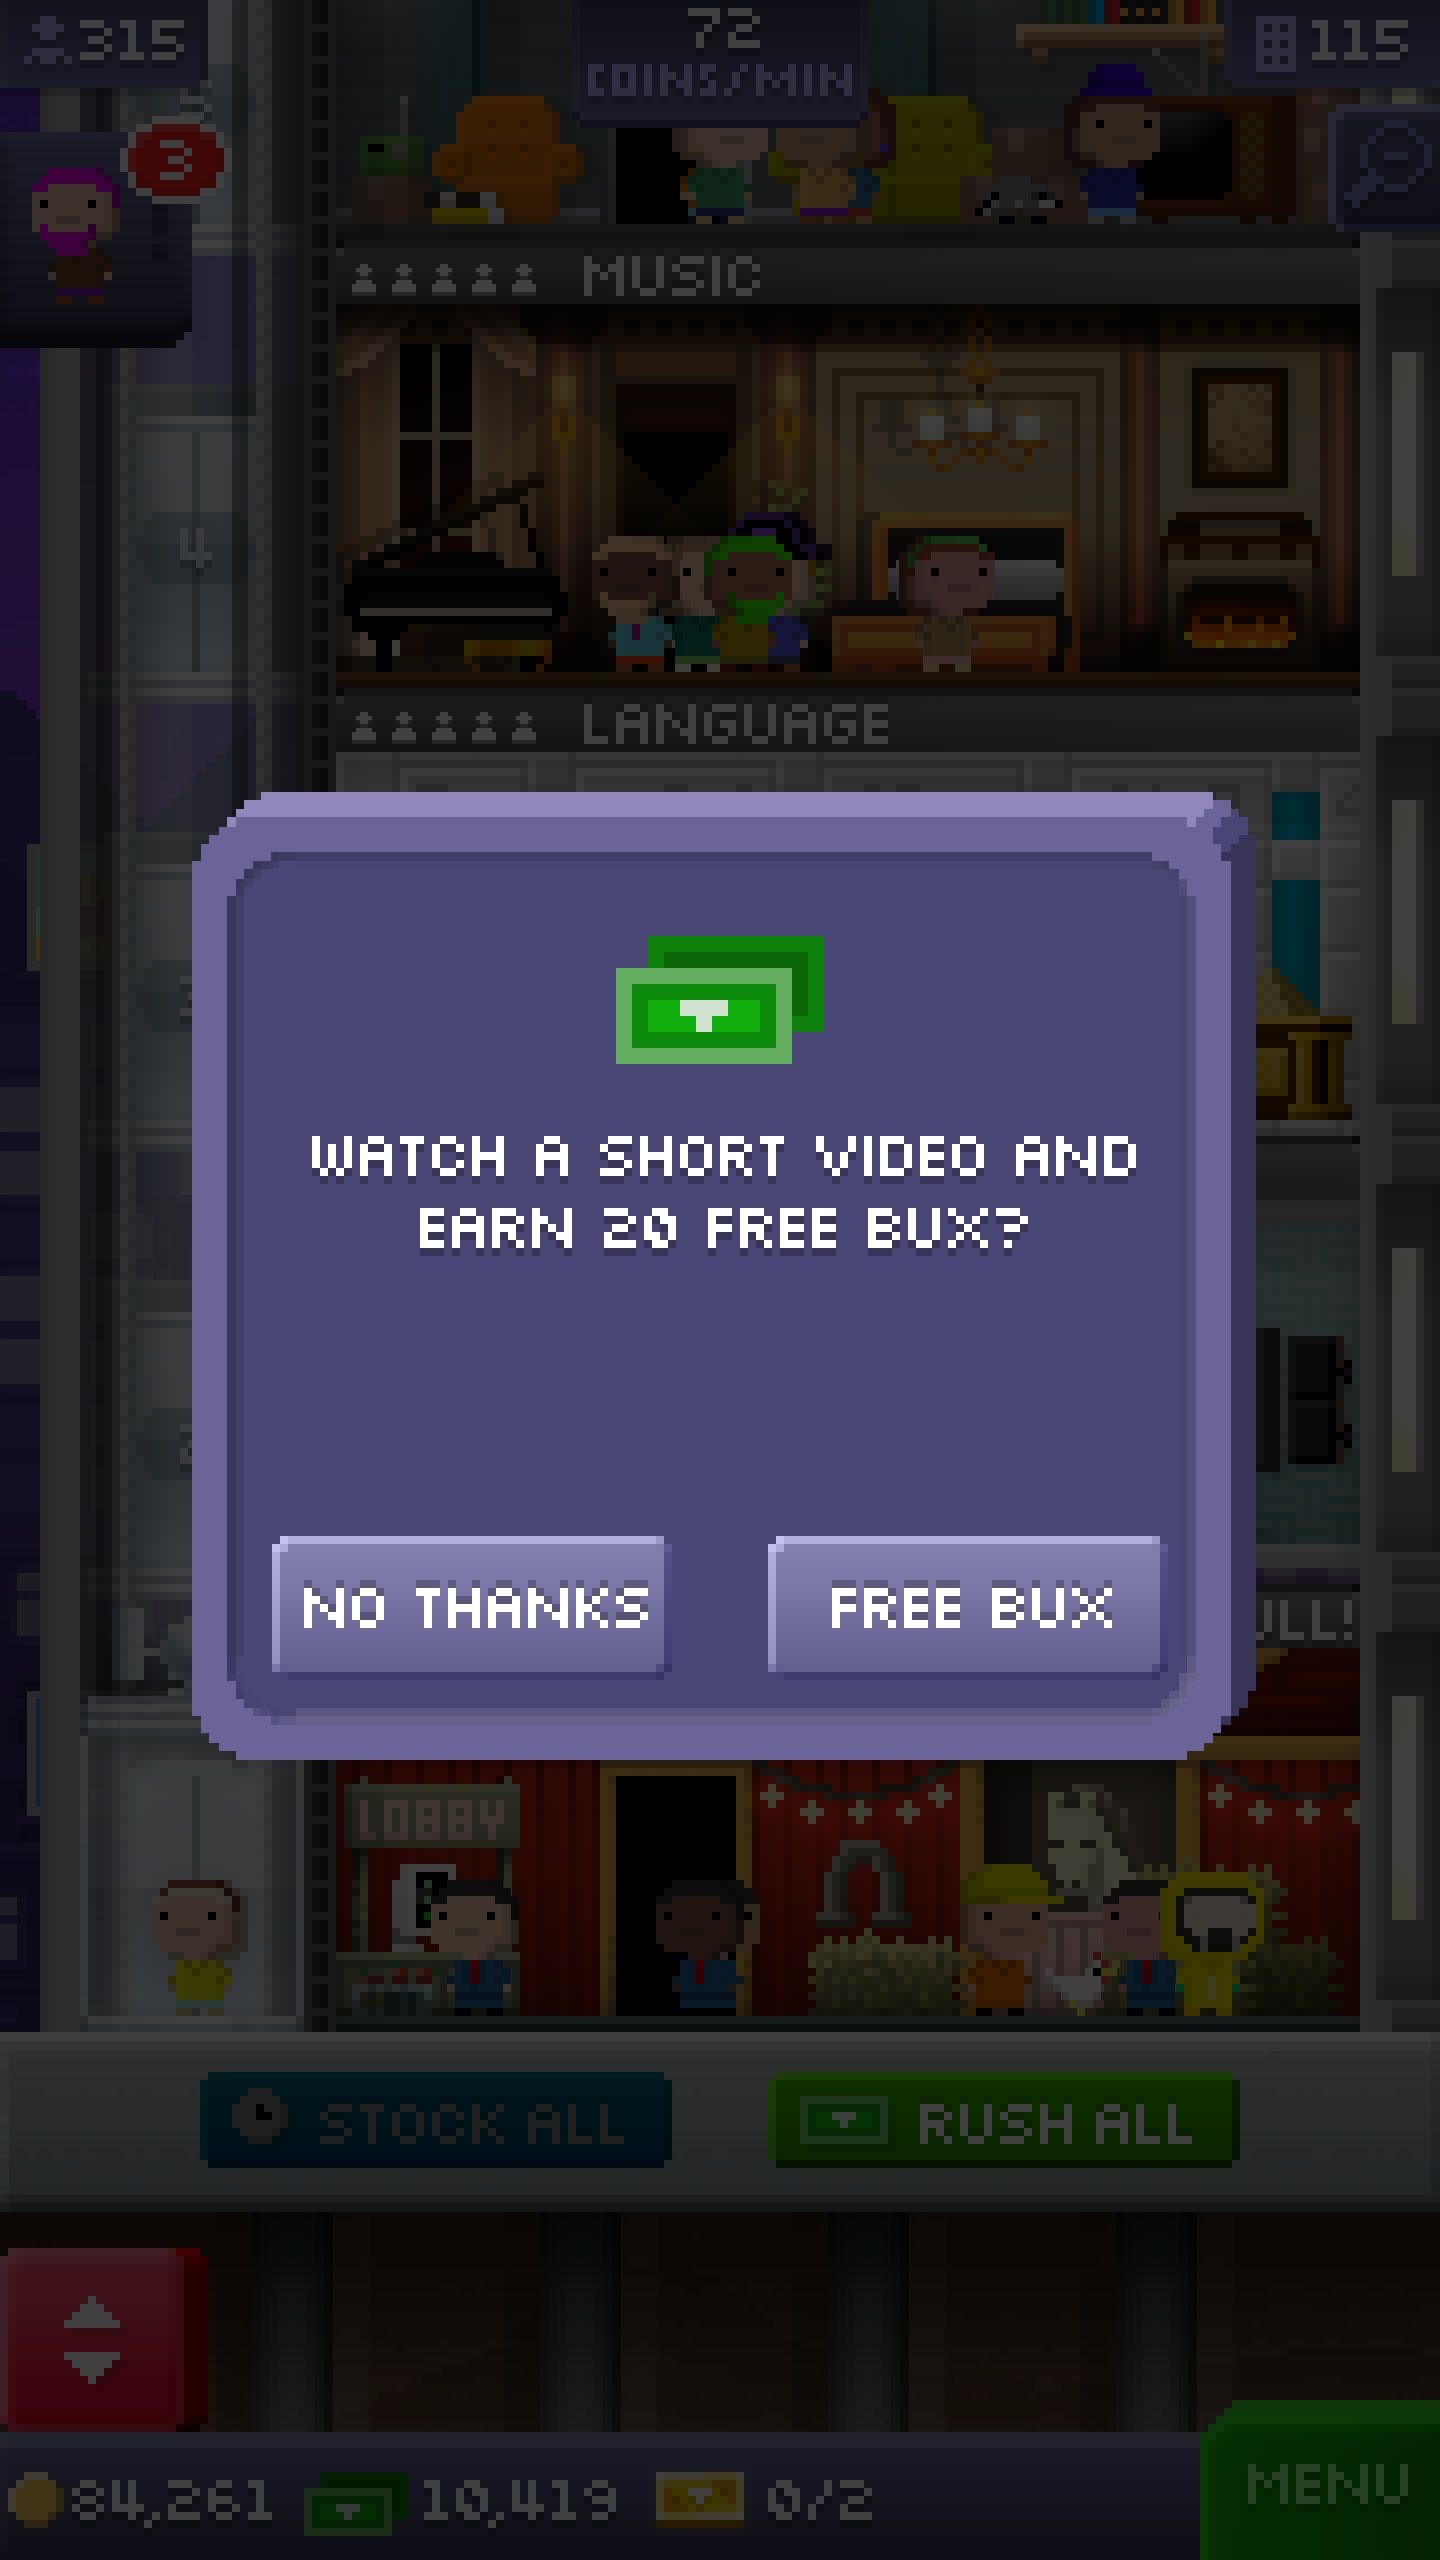 315
72
COINS/MIN
115
3
MUSIC
4
LANGUAGE
WATCH A SHORT VIDEO AND
EARN 20 FREE BUX?
NO THANKS
FREE BUX
LOBBY
STOCK ALL
RUSH ALL
84,261
10,419
0/2
MENU